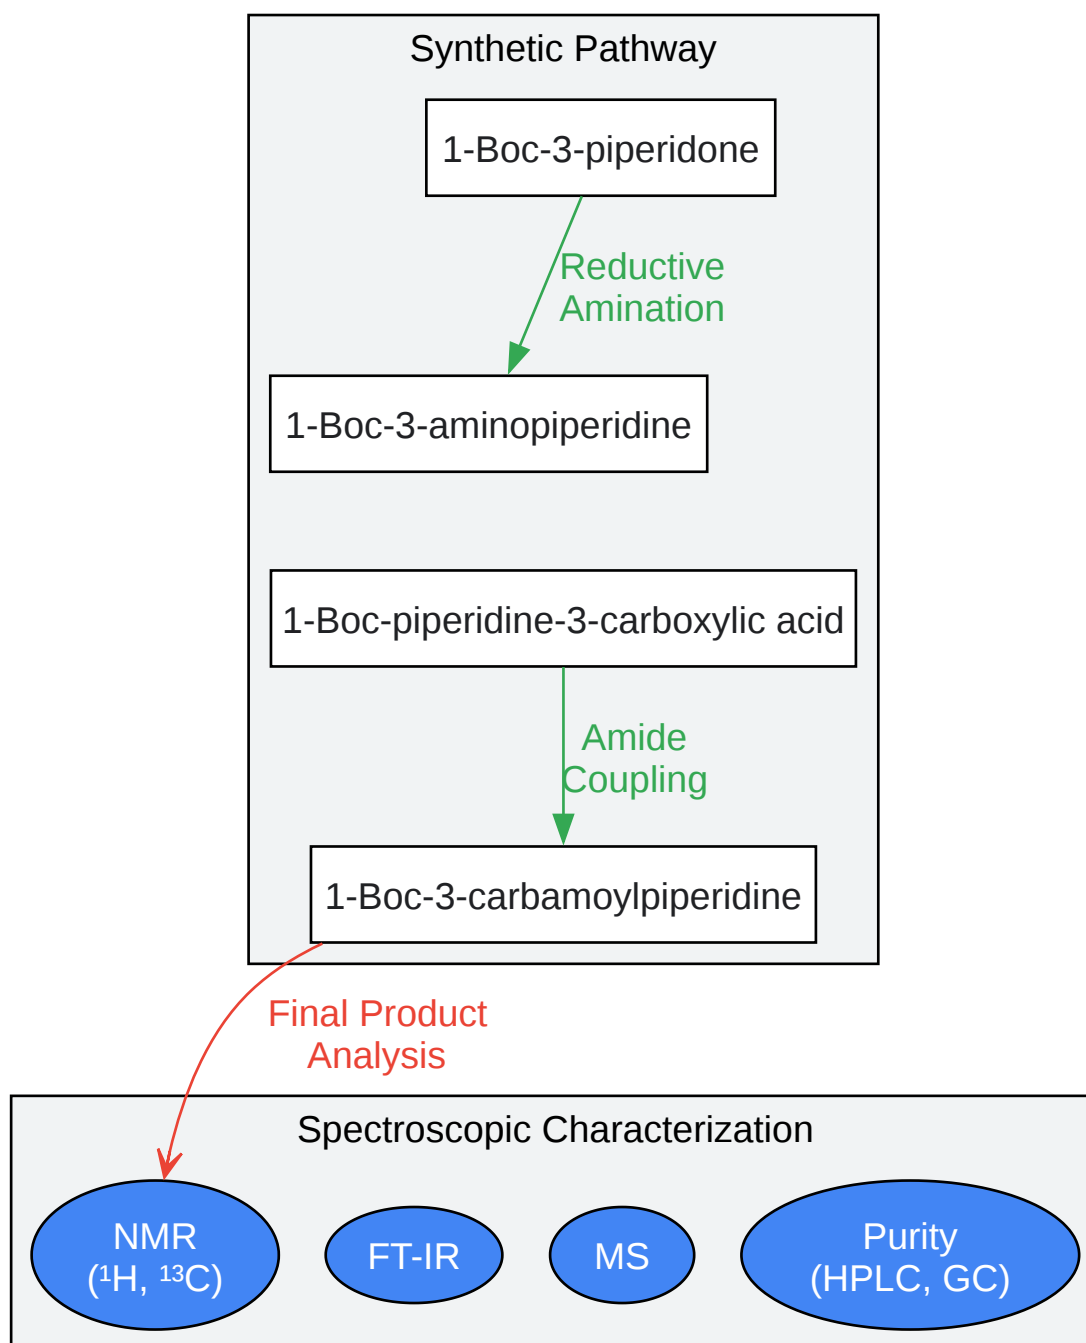 Synthetic Pathway
1-Boc-3-piperidone
Reductive
Amination
1-Boc-3-aminopiperidine
1-Boc-piperidine-3-carboxylic acid
Amide
Coupling
1-Boc-3-carbamoylpiperidine
Final Product
Analysis
Spectroscopic Characterization
NMR
(¹H, ¹³C)
FT-IR
MS
Purity
(HPLC, GC)